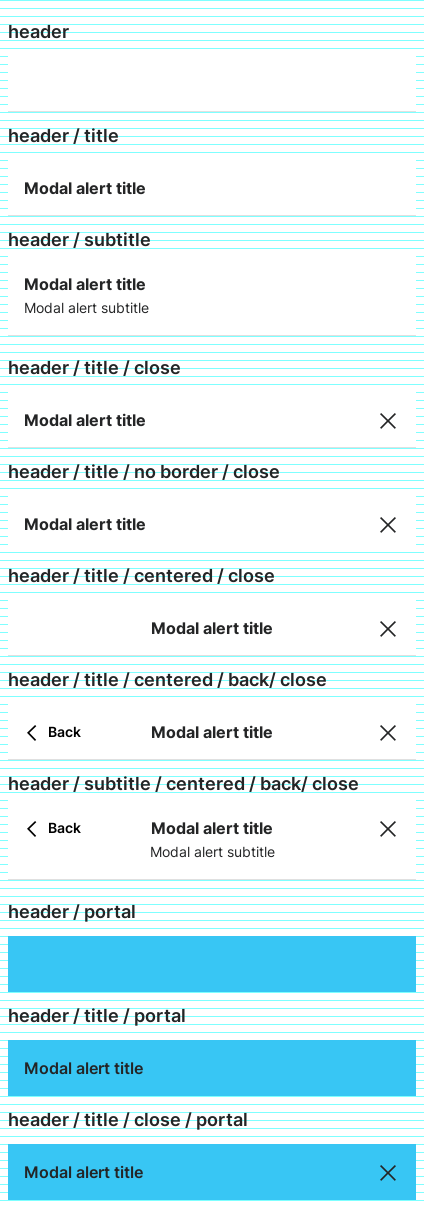 header
header / title
Modal alert title
header / subtitle
Modal alert title
Modal alert subtitle
header / title / close
Modal alert title
header / title / no border / close
Modal alert title
header / title / centered / close
Modal alert title
header / title / centered / back/ close
Back Modal alert title
header / subtitle / centered / back/ close
Back Modal alert title
Modal alert subtitle
header / portal
header / title / portal
Modal alert title
header / title / close / portal
Modal alert title